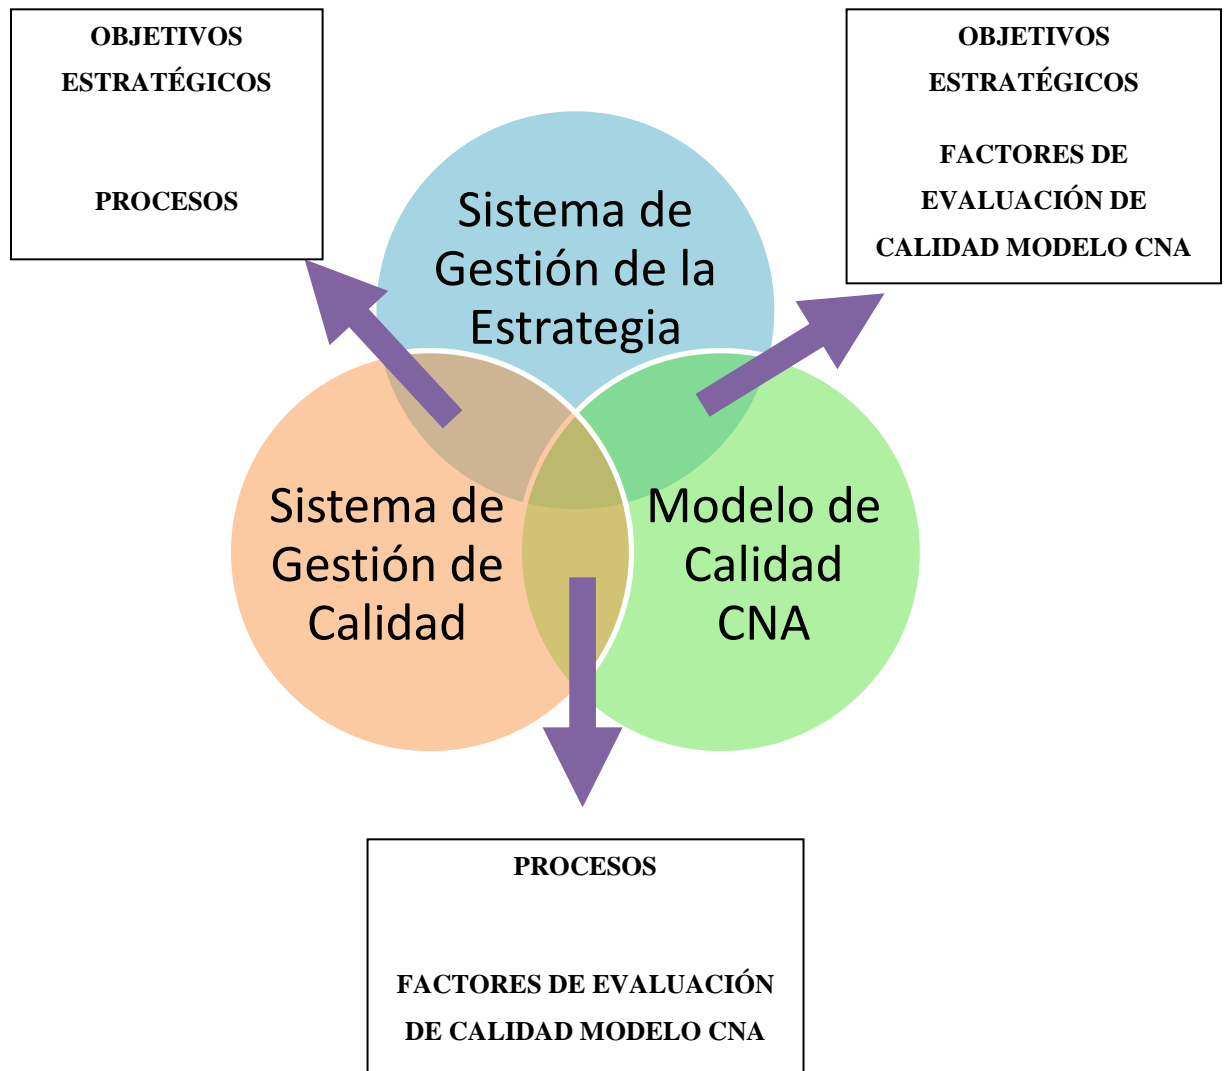 OBJETIVOS
ESTRATÉGICOS
PROCESOS
OBJETIVOS
ESTRATÉGICOS
FACTORES DE
EVALUACIÓN DE
CALIDAD MODELO CNA
Sistema de
Gestión de la
Estrategia
Sistema de
Gestión de
Calidad
Modelo de
Calidad
CNA
PROCESOS
FACTORES DE EVALUACIÓN
DE CALIDAD MODELO CNA